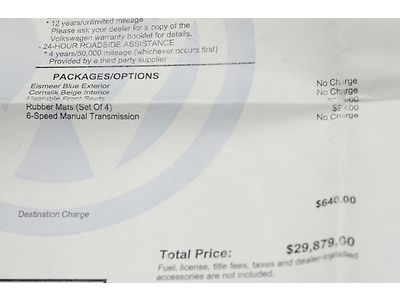 * 12 years/unlimited mileage
Please ask your dealer for a copy of the
Volkswagen warranty booklet for details.
- 24-HOUR ROADSIDE ASSISTANCE
* 4 years/50,000 mileage (whichever occurs first)
Provided by a third party supplier
PACKAGES/OPTIONS
Eismeer Blue Exterior No Charge
Cornsilk Beige Interior No Charge
Heatable Front Seats
Rubber Mats (Set Of 4)
6-Speed Manual Transmission No Charge
Destination Charge $640.00
Total Price: $29,879.00
Fuel, license, title fees, taxes and dealer-installed
accessories are not included.